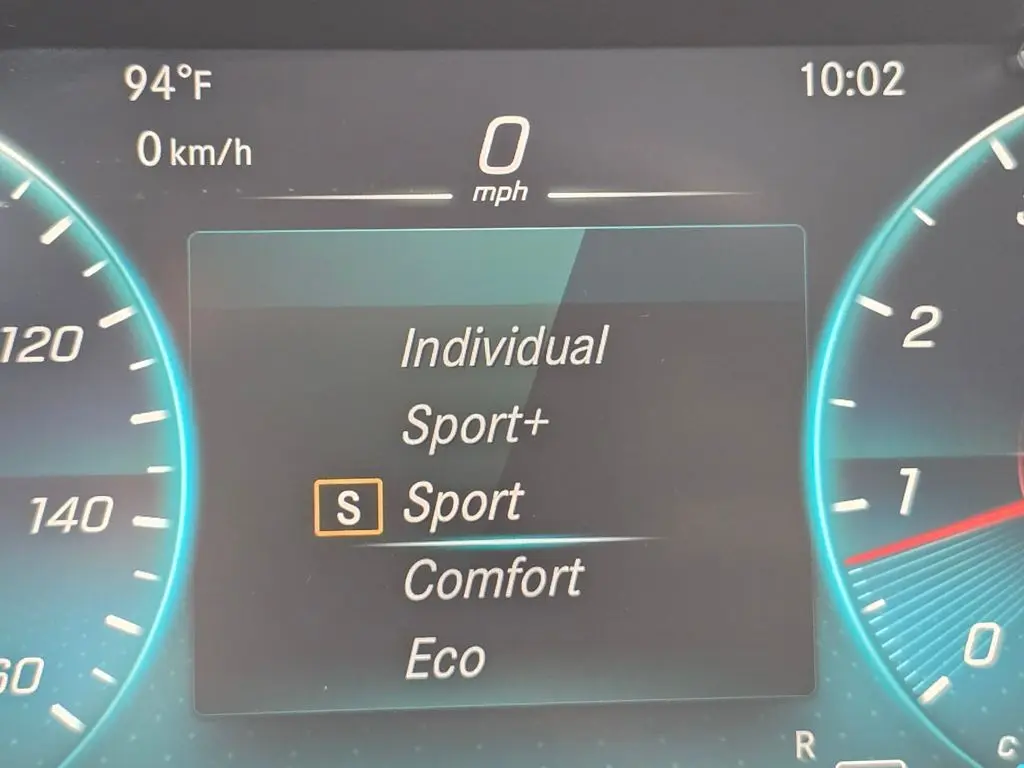 94°F
10:02
0 km/h
0
mph
Individual
Sport+
S Sport
Comfort
Eco
120
140
2
1
0
R